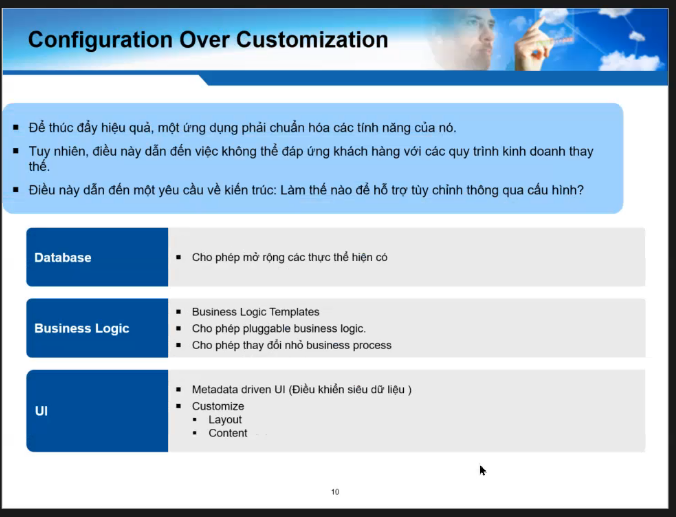 Configuration Over Customization
Để thúc đẩy hiệu quả, một ứng dụng phải chuẩn hóa các tính năng của nó.
Tuy nhiên, điều này dẫn đến việc không thể đáp ứng khách hàng với các quy trình kinh doanh thay
thế.
Điều này dẫn đến một yêu cầu về kiến trúc: Làm thế nào để hỗ trợ tùy chỉnh thông qua cấu hình?
Database
Cho phép mở rộng các thực thể hiện có
Business Logic
Business Logic Templates
Cho phép pluggable business logic.
Cho phép thay đổi nhỏ business process
UI
Metadata driven UI (Điều khiển siêu dữ liệu )
Customize
Layout
Content
10